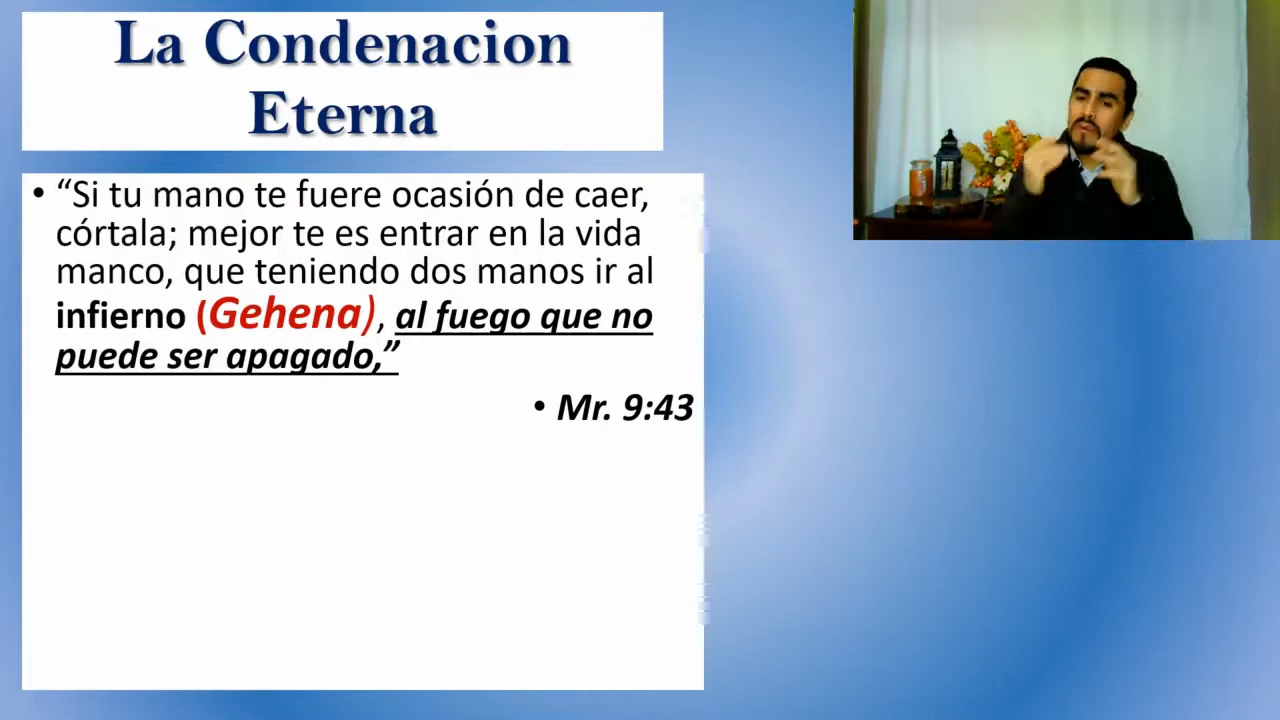 La Condenacion
Eterna
• “Si tu mano te fuere ocasión de caer,
córtala; mejor te es entrar en la vida
manco, que teniendo dos manos ir al
infierno (Gehena), al fuego que no
puede ser apagado,”
• Mr. 9:43